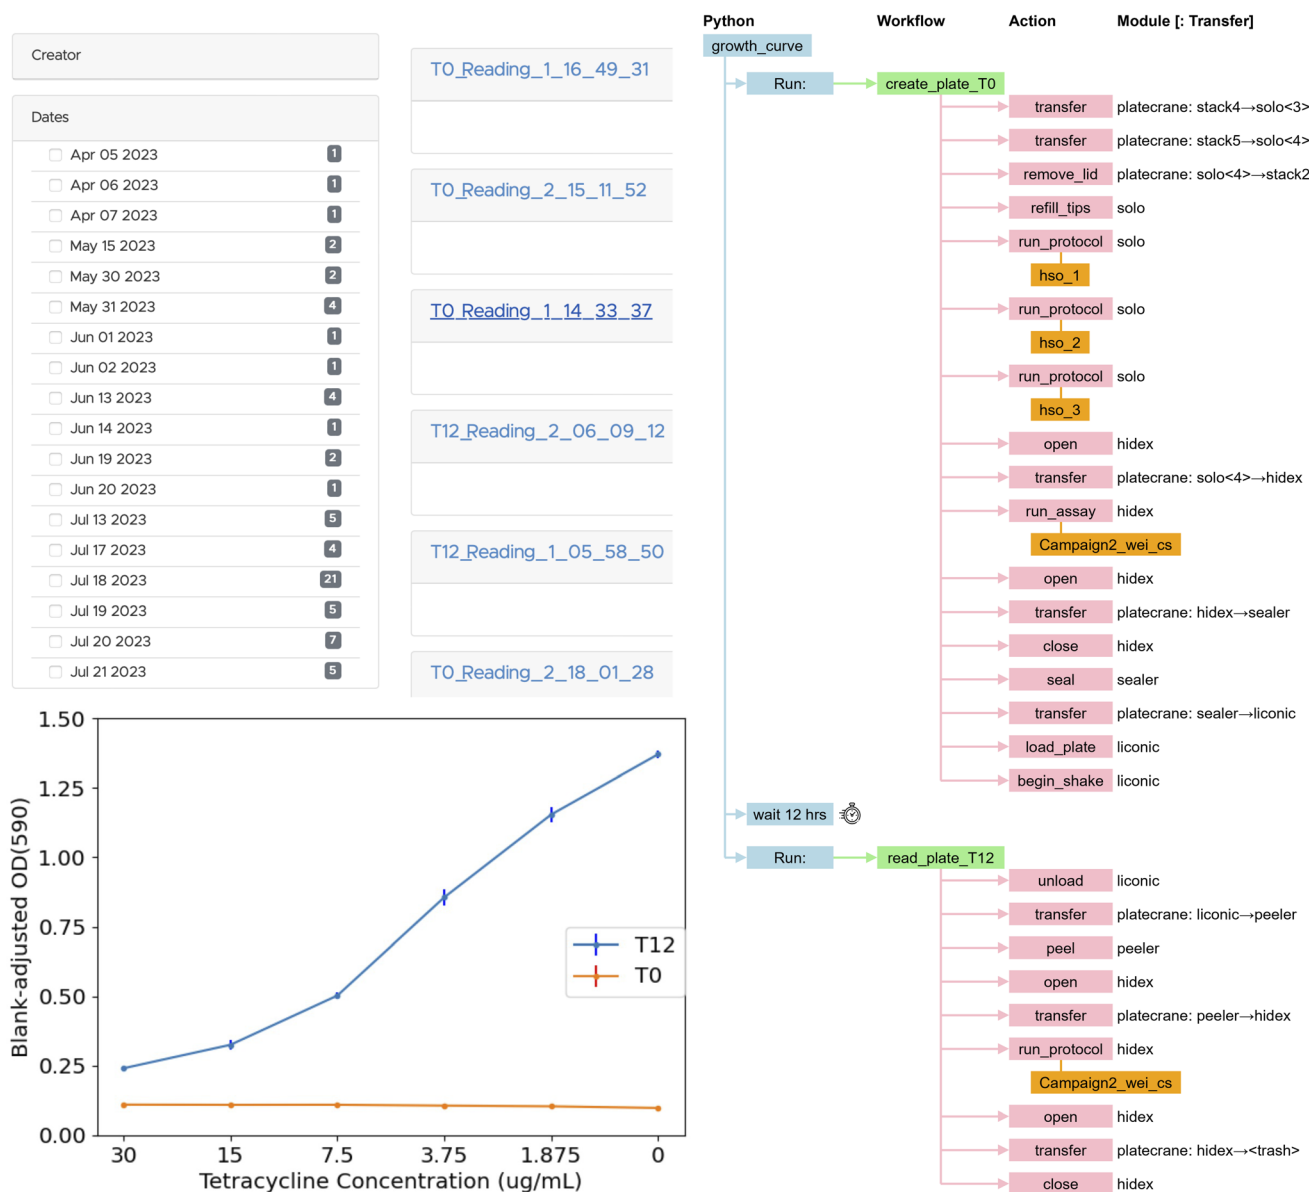 Creator
Dates
Apr 05 2023 1
Apr 06 2023 1
Apr 07 2023 1
May 15 2023 2
May 30 2023 2
May 31 2023 4
Jun 01 2023 1
Jun 02 2023 1
Jun 13 2023 4
Jun 14 2023 1
Jun 19 2023 2
Jun 20 2023 1
Jul 13 2023 5
Jul 17 2023 4
Jul 18 2023 21
Jul 19 2023 5
Jul 20 2023 7
Jul 21 2023 5
T0_Reading_1_16_49_31
T0_Reading_2_15_11_52
T0_Reading_1_14_33_37
T12_Reading_2_06_09_12
T12_Reading_1_05_58_50
T0_Reading_2_18_01_28
Blank-adjusted OD(590)
1.50
1.25
1.00
0.75
0.50
0.25
0.00
T12
T0
30 15 7.5 3.75 1.875 0
Tetracycline Concentration (ug/mL)
Python Workflow Action Module [: Transfer]
growth_curve
Run: create_plate_T0
transfer platecrane: stack4→solo<3>
transfer platecrane: stack5→solo<4>
remove_lid platecrane: solo<4>→stack2
refill_tips solo
run_protocol solo
hso_1
run_protocol solo
hso_2
run_protocol solo
hso_3
open hidex
transfer platecrane: solo<4>→hidex
run_assay hidex
Campaign2_wei_cs
open hidex
transfer platecrane: hidex→sealer
close hidex
seal sealer
transfer platecrane: sealer→liconic
load_plate liconic
begin_shake liconic
wait 12 hrs
Run: read_plate_T12
unload liconic
transfer platecrane: liconic→peeler
peel peeler
open hidex
transfer platecrane: peeler→hidex
run_protocol hidex
Campaign2_wei_cs
open hidex
transfer platecrane: hidex→<trash>
close hidex